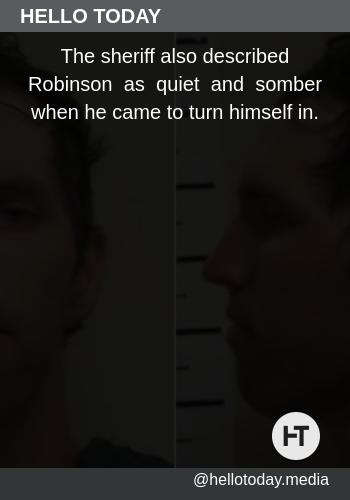 HELLO TODAY
The sheriff also described
Robinson as quiet and somber
when he came to turn himself in.
HT
@hellotoday.media